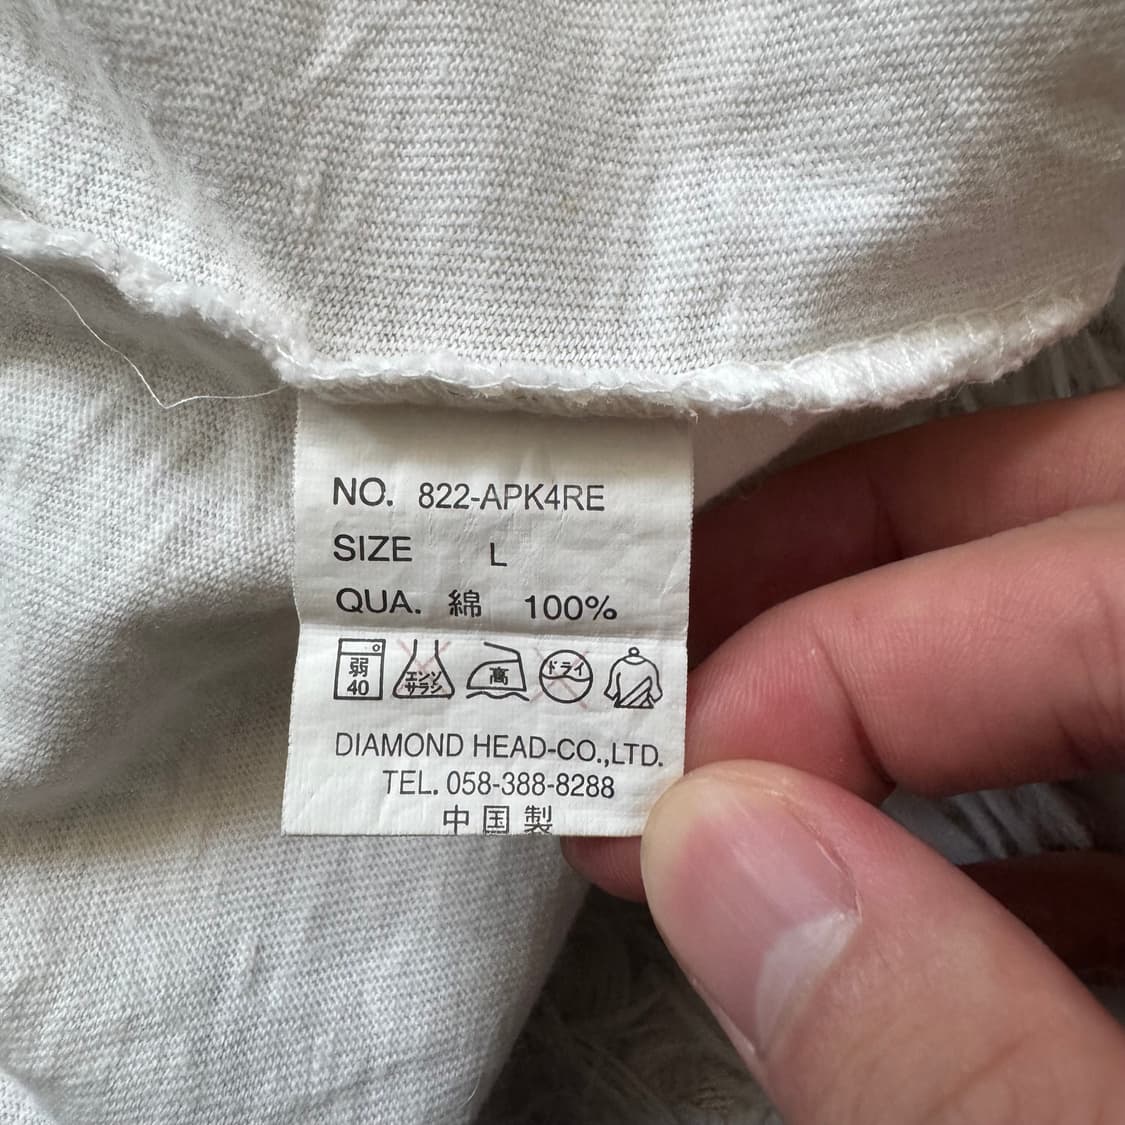 NO. 822-APK4RE
SIZE L
QUA. 綿 100%
弱 40 エンソ サラシ 高 ドライ
DIAMOND HEAD-CO.,LTD.
TEL. 058-388-8288
中国製